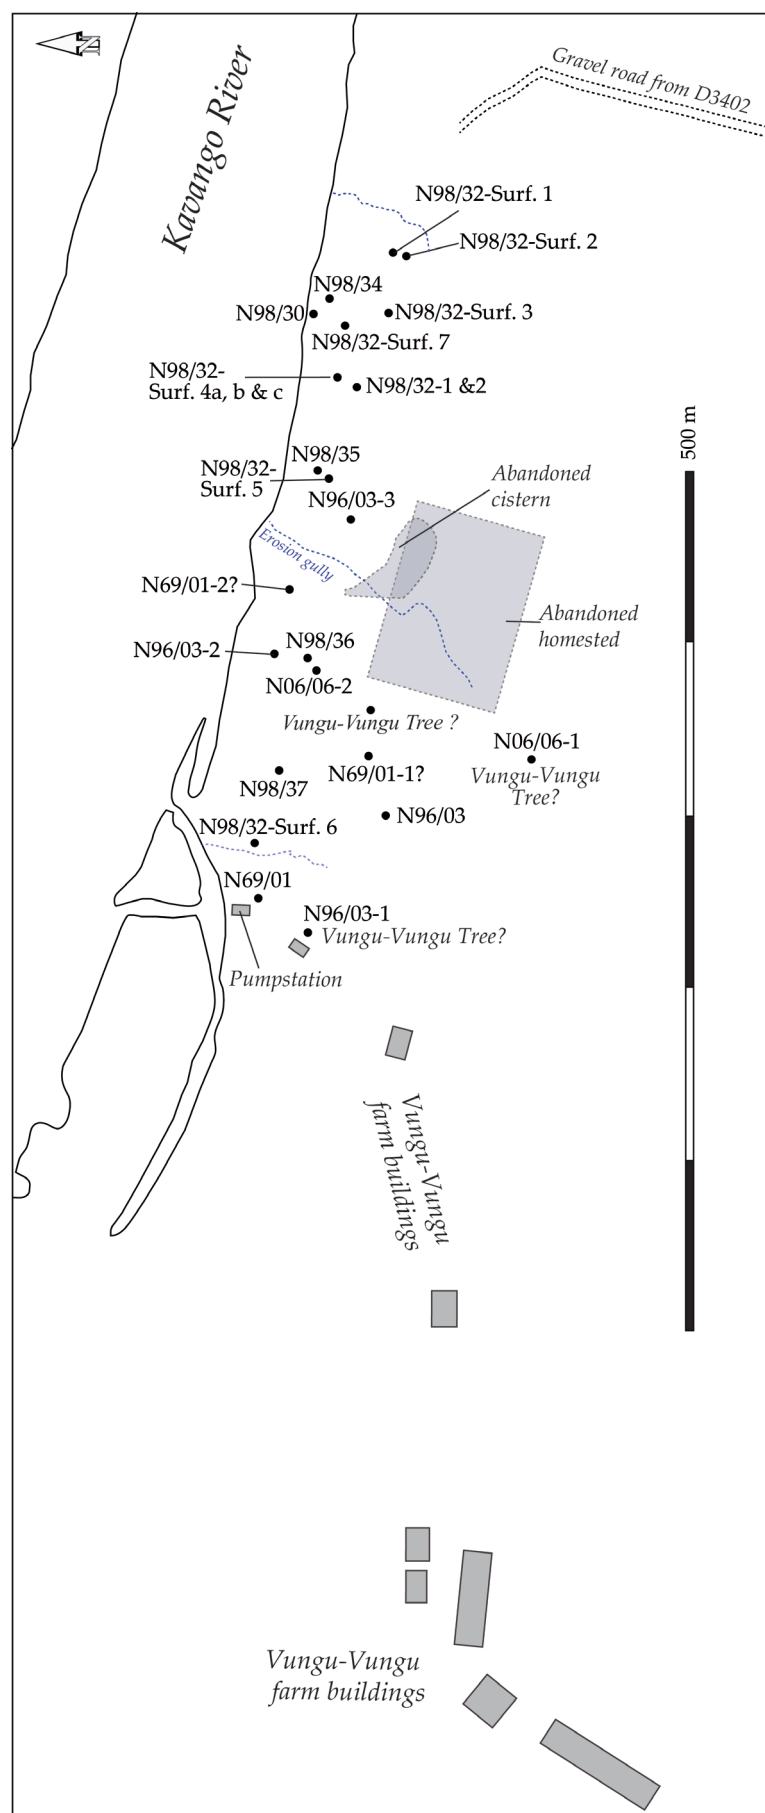 N
Gravel road from D3402
Kavango River
N98/32-Surf. 1
N98/32-Surf. 2
N98/34
N98/30
N98/32-Surf. 3
N98/32-Surf. 7
N98/32-
Surf. 4a, b & c
N98/32-1 &2
500 m
N98/35
N98/32-
Surf. 5
Abandoned
cistern
N96/03-3
Erosion gully
N69/01-2?
Abandoned
homested
N98/36
N96/03-2
N06/06-2
Vungu-Vungu Tree ?
N06/06-1
Vungu-Vungu
Tree?
N69/01-1?
N98/37
N96/03
N98/32-Surf. 6
N69/01
N96/03-1
Vungu-Vungu Tree?
Pumpstation
Vungu-Vungu
farm buildings
Vungu-Vungu
farm buildings